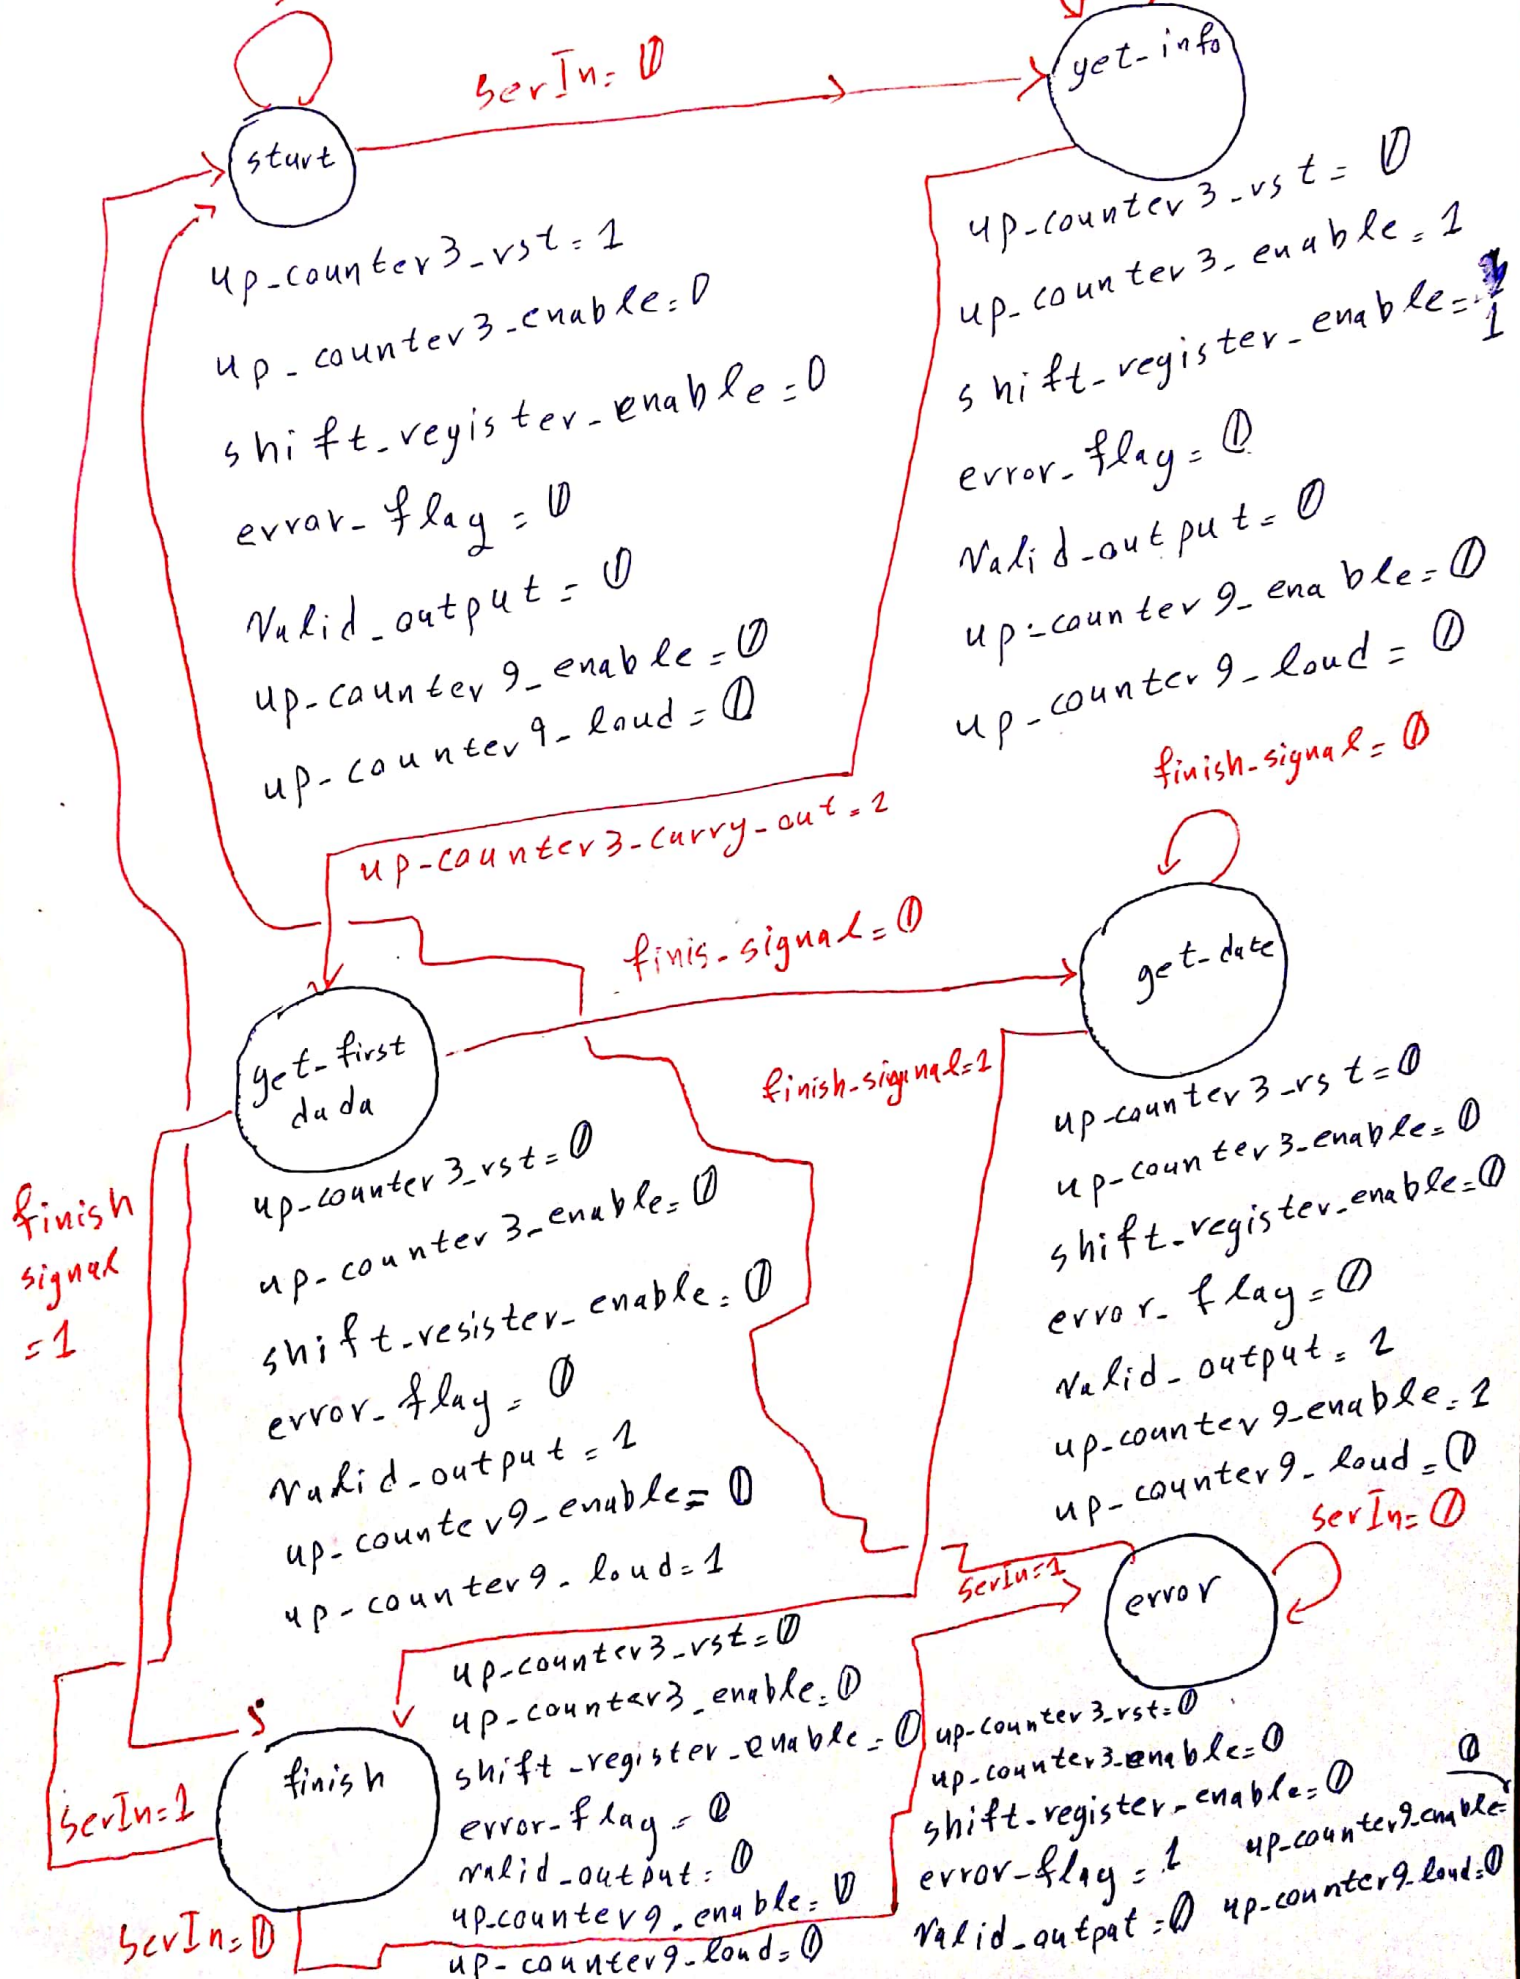 serIn=0
get-info
start
up-counter3-rst=1
up-counter3-enable=0
shift-register-enable=0
error-flag=0
Valid-output=0
up-counter9-enable=0
up-counter9-load=0
up-counter3-rst=0
up-counter3-enable=1
shift-register-enable=1
error-flag=0
Valid-output=0
up-counter9-enable=0
up-counter9-load=0
finish-signal=0
up-counter3-carry-out=1
finis-signal=0
get-date
get-first
dada
finish-signal=1
finish
signal
=1
up-counter3-rst=0
up-counter3-enable=0
shift-resister-enable=0
error-flag=0
Valid-output=1
up-counter9-enable=0
up-counter9-load=1
up-counter3-rst=0
up-counter3-enable=0
shift-register-enable=0
error-flag=0
Valid-output=1
up-counter9-enable=1
up-counter9-load=0
serIn=0
serIn=1
error
finish
serIn=1
serIn=0
up-counter3-rst=0
up-counter3-enable=0
shift-register-enable=0
error-flag=0
valid-output=0
up-counter9-enable=0
up-counter9-load=0
up-counter3-rst=0
up-counter3-enable=0
shift-register-enable=0
error-flag=1
Valid-output=0
up-counter9-enable=
0
up-counter9-load=0